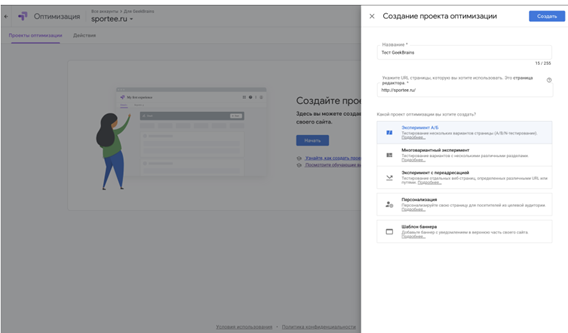 Все аккаунты > Для GeekBrains
Оптимизация
sportee.ru
Проекты оптимизации
Действия
Создайте прое
Здесь вы можете создав
своего сайта.
Начать
Узнайте, как создать проек
Посмотрите обучающее ви
Условия использования
Политика конфиденциальности
Создание проекта оптимизации
Создать
Название *
Тест GeekBrains
15 / 255
Укажите URL страницы, которую вы хотите использовать. Это страница
редактора. *
http://sportee.ru/
Какой проект оптимизации вы хотите создать?
Эксперимент A/B
Тестирование нескольких вариантов страницы (A/B/N-тестирование).
Подробнее…
Многовариантный эксперимент
Тестирование вариантов с несколькими различными разделами
Подробнее…
Эксперимент с переадресацией
Тестирование отдельных веб-страниц, определяемых различными URL или
путями. Подробнее…
Персонализация
Персонализируйте свою страницу для посетителей из целевой аудитории
Подробнее…
Шаблон баннера
Добавьте баннер с уведомлением в верхнюю часть своего сайта
Подробнее…